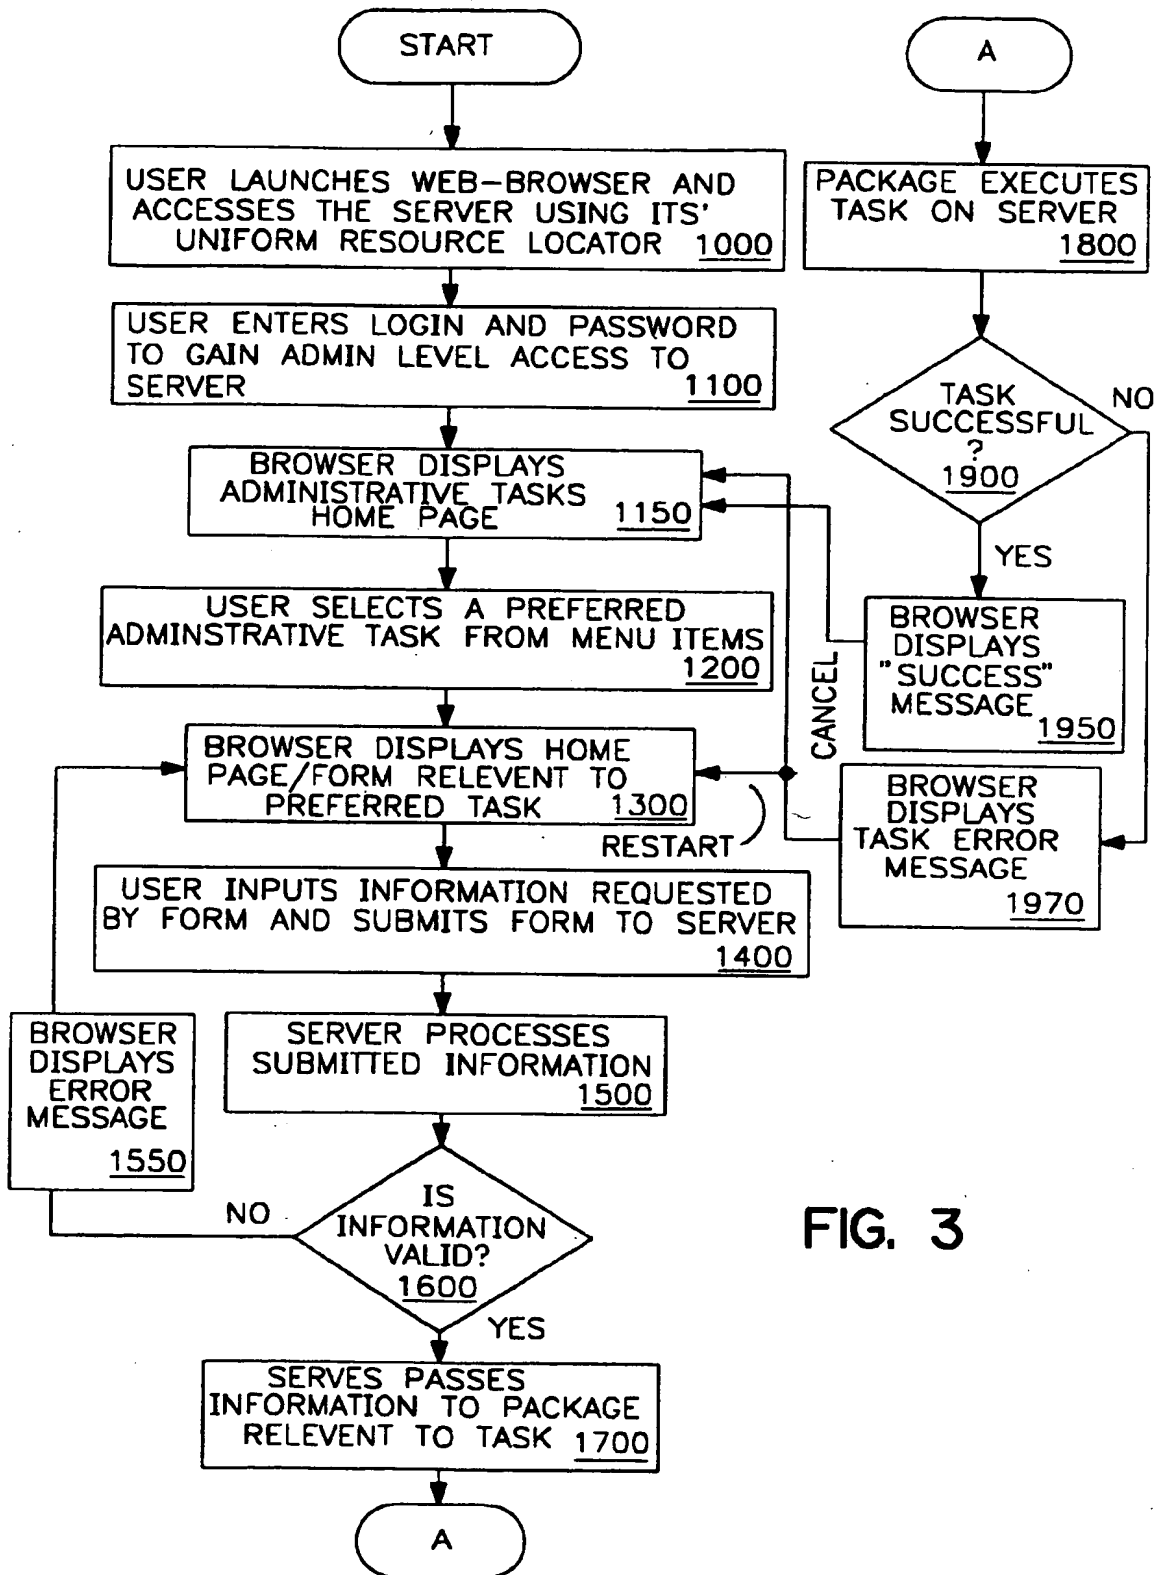 START
USER LAUNCHES WEB-BROWSER AND
ACCESSES THE SERVER USING ITS'
UNIFORM RESOURCE LOCATOR 1000
USER ENTERS LOGIN AND PASSWORD
TO GAIN ADMIN LEVEL ACCESS TO
SERVER 1100
BROWSER DISPLAYS
ADMINISTRATIVE TASKS
HOME PAGE 1150
USER SELECTS A PREFERRED
ADMINSTRATIVE TASK FROM MENU ITEMS
1200
BROWSER DISPLAYS HOME
PAGE/FORM RELEVENT TO
PREFERRED TASK 1300
RESTART
CANCEL
USER INPUTS INFORMATION REQUESTED
BY FORM AND SUBMITS FORM TO SERVER
1400
SERVER PROCESSES
SUBMITTED INFORMATION
1500
BROWSER
DISPLAYS
ERROR
MESSAGE
1550
NO
IS
INFORMATION
VALID?
1600
YES
SERVES PASSES
INFORMATION TO PACKAGE
RELEVENT TO TASK 1700
A
A
PACKAGE EXECUTES
TASK ON SERVER
1800
TASK
SUCCESSFUL
?
1900
NO
YES
BROWSER
DISPLAYS
"SUCCESS"
MESSAGE
1950
BROWSER
DISPLAYS
TASK ERROR
MESSAGE
1970
FIG. 3